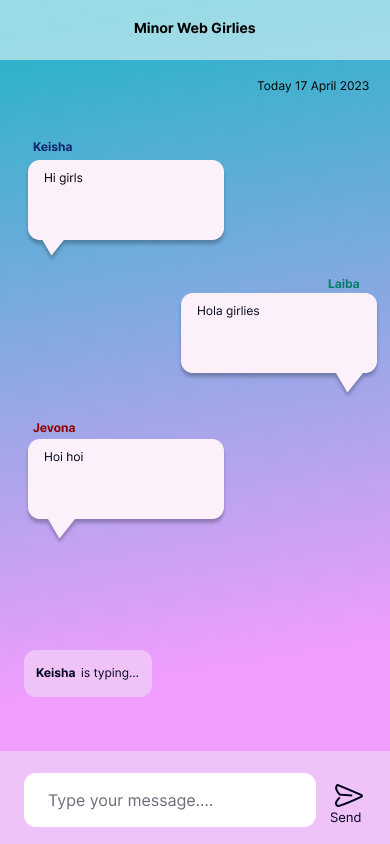 Minor Web Girlies
Today 17 April 2023
Keisha
Hi girls
Laiba
Hola girlies
Jevona
Hoi hoi
Keisha is typing...
Type your message....
Send